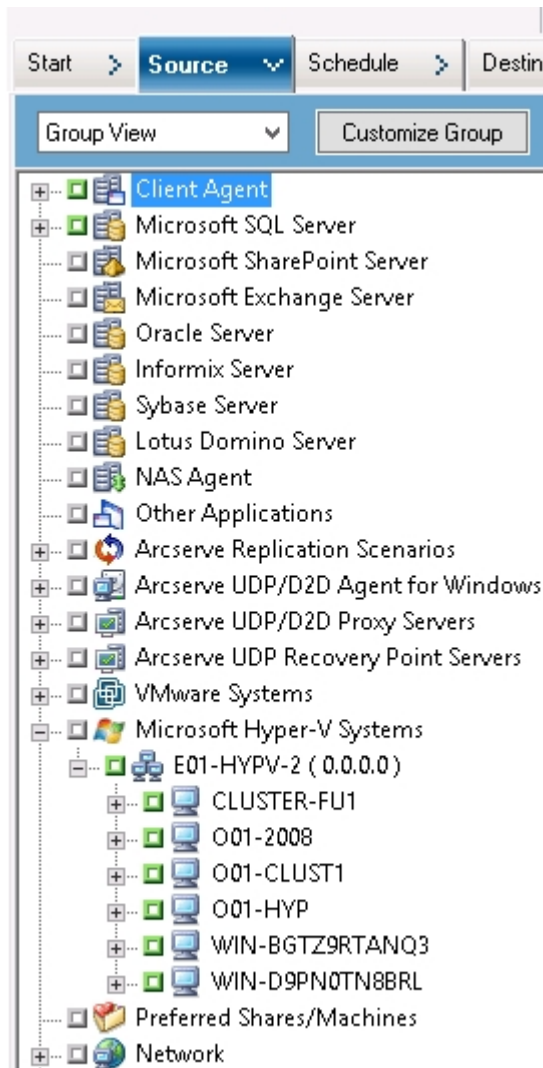 Start Source Schedule Destin
Group View Customize Group
Client Agent
Microsoft SQL Server
Microsoft SharePoint Server
Microsoft Exchange Server
Oracle Server
Informix Server
Sybase Server
Lotus Domino Server
NAS Agent
Other Applications
Arcserve Replication Scenarios
Arcserve UDP/D2D Agent for Windows
Arcserve UDP/D2D Proxy Servers
Arcserve UDP Recovery Point Servers
VMware Systems
Microsoft Hyper-V Systems
E01-HYPV-2 ( 0.0.0.0 )
CLUSTER-FU1
O01-2008
O01-CLUST1
O01-HYP
WIN-BGTZ9RTANQ3
WIN-D9PN0TN8BRL
Preferred Shares/Machines
Network